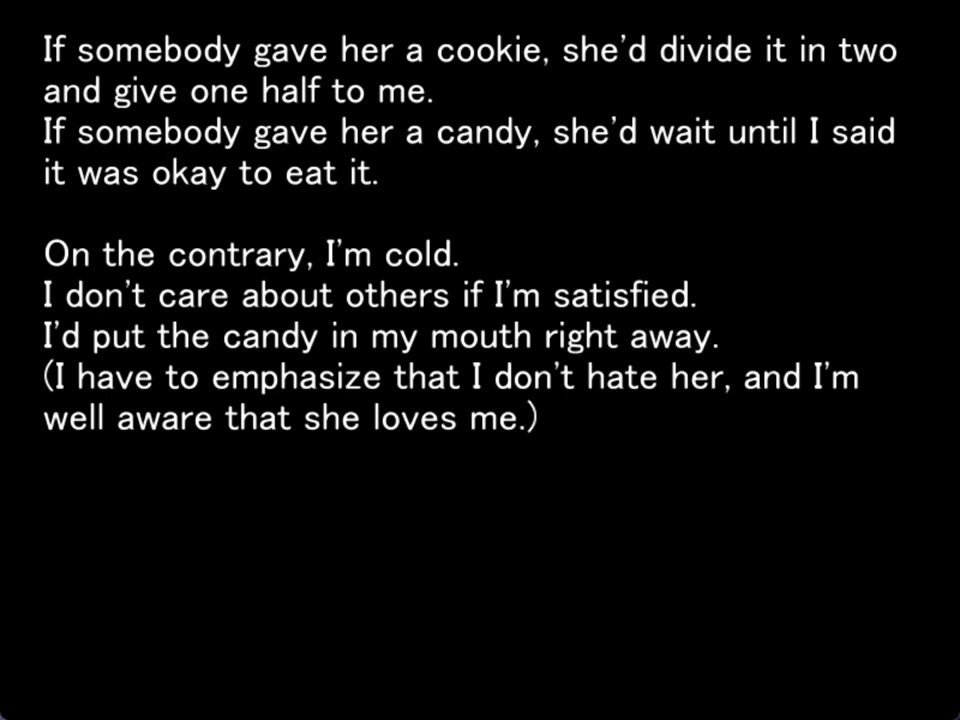 If somebody gave her a cookie, she'd divide it in two
and give one half to me.
If somebody gave her a candy, she'd wait until I said
it was okay to eat it.
On the contrary, I'm cold.
I don't care about others if I'm satisfied.
I'd put the candy in my mouth right away.
(I have to emphasize that I don't hate her, and I'm
well aware that she loves me.)